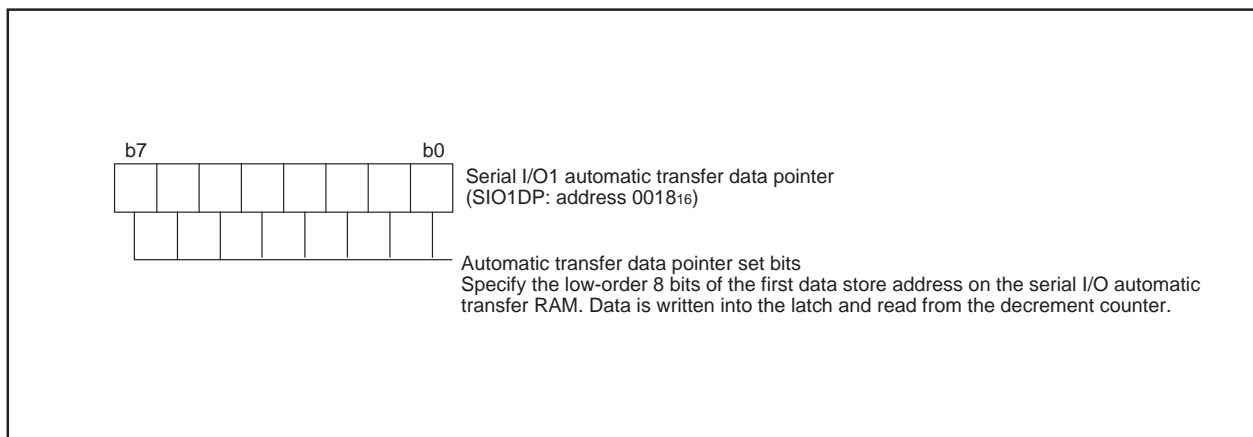 b7 b0
Serial I/O1 automatic transfer data pointer
(SIO1DP: address 0018₁₆)
Automatic transfer data pointer set bits
Specify the low-order 8 bits of the first data store address on the serial I/O automatic
transfer RAM. Data is written into the latch and read from the decrement counter.